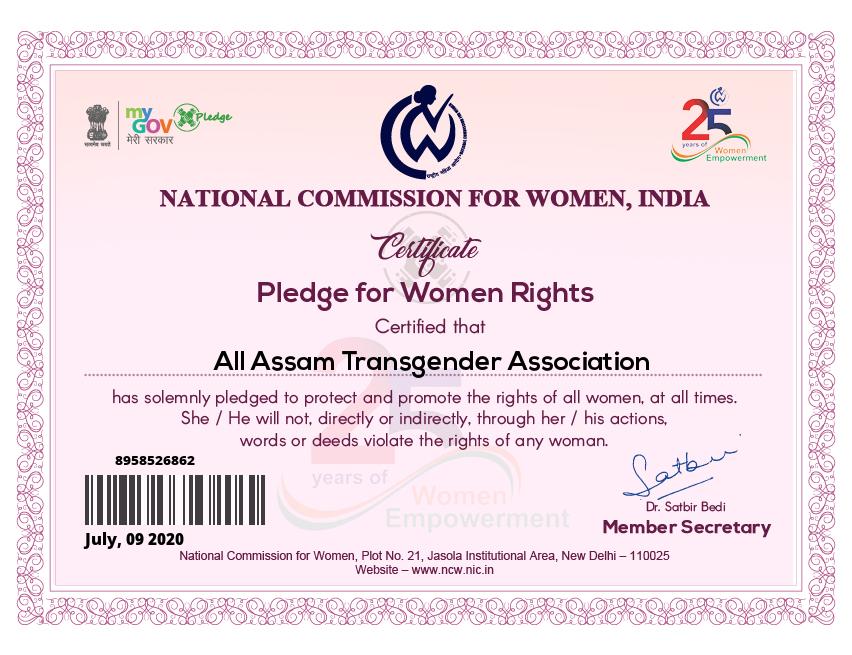 सत्यमेव जयते
my
GOV
मेरी सरकार
Pledge
25
years of
Women
Empowerment
NATIONAL COMMISSION FOR WOMEN, INDIA
Certificate
Pledge for Women Rights
Certified that
All Assam Transgender Association
has solemnly pledged to protect and promote the rights of all women, at all times.
She / He will not, directly or indirectly, through her / his actions,
words or deeds violate the rights of any woman.
25
years of
Women
Empowerment
8958526862
July, 09 2020
Dr. Satbir Bedi
Member Secretary
National Commission for Women, Plot No. 21, Jasola Institutional Area, New Delhi – 110025
Website – www.ncw.nic.in